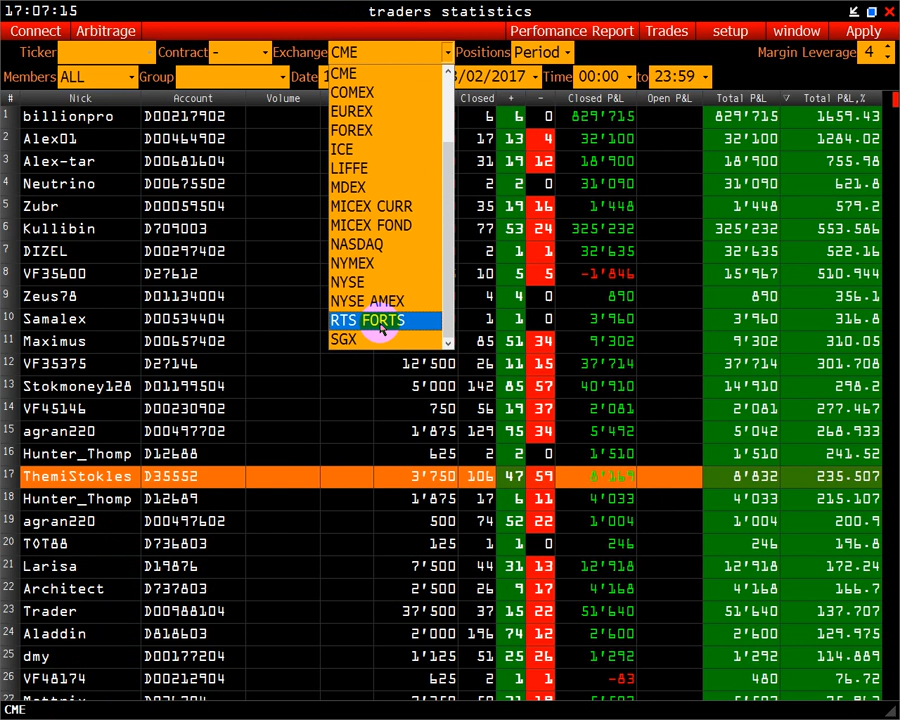 17:07:15 traders statistics
Connect Arbitrage Perfomance Report Trades setup window Apply
Ticker Contract - Exchange CME Positions Period Margin Leverage 4
Members ALL Group Date 1 3/02/2017 Time 00:00 to 23:59
CME
COMEX
EUREX
FOREX
ICE
LIFFE
MDEX
MICEX CURR
MICEX FOND
NASDAQ
NYMEX
NYSE
NYSE AMEX
RTS FORTS
SGX
# Nick Account Volume Closed + - Closed P&L Open P&L Total P&L Total P&L,%
1 billionpro D00217902 6 6 0 829'715 829'715 1659.43
2 Alex01 D00464902 17 13 4 32'100 32'100 1284.02
3 Alex-tar D00681604 31 19 12 18'900 18'900 755.98
4 Neutrino D00675502 2 2 0 31'090 31'090 621.8
5 Zubr D00059504 35 19 16 1'448 1'448 579.2
6 Kullibin D709003 77 53 24 325'232 325'232 553.586
7 DIZEL D00297402 2 1 1 32'635 32'635 522.16
8 VF35600 D27612 10 5 5 -1'846 15'967 510.944
9 Zeus78 D01134004 4 4 0 890 890 356.1
10 Samalex D00534404 1 1 0 3'960 3'960 316.8
11 Maximus D00657402 85 51 34 9'302 9'302 310.05
12 VF35375 D27146 12'500 26 11 15 37'714 37'714 301.708
13 Stokmoney128 D01199504 5'000 142 85 57 40'910 14'910 298.2
14 VF45146 D00230902 750 56 19 37 2'081 2'081 277.467
15 agran220 D00497702 1'875 129 95 34 5'492 5'042 268.933
16 Hunter_Thomp D12688 625 2 2 0 1'510 1'510 241.52
17 ThemiStokles D35552 3'750 106 47 59 8'169 8'832 235.507
18 Hunter_Thomp D12689 1'875 17 6 11 4'033 4'033 215.107
19 agran220 D00497602 500 74 52 22 1'004 1'004 200.9
20 TOT88 D736803 125 1 1 0 246 246 196.8
21 Larisa D19876 7'500 44 31 13 12'918 12'918 172.24
22 Architect D737803 2'500 26 9 17 4'168 4'168 166.7
23 Trader D00988104 37'500 37 15 22 51'640 51'640 137.707
24 Aladdin D818603 2'000 196 74 12 2'600 2'600 129.975
25 dmy D00177204 1'125 51 25 26 1'292 1'292 114.889
26 VF48174 D00212904 625 2 1 1 -83 480 76.72
27
CME